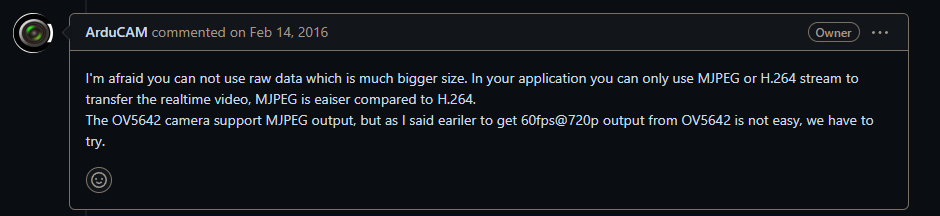 ArduCAM commented on Feb 14, 2016
Owner
I'm afraid you can not use raw data which is much bigger size. In your application you can only use MJPEG or H.264 stream to
transfer the realtime video, MJPEG is eaiser compared to H.264.
The OV5642 camera support MJPEG output, but as I said eariler to get 60fps@720p output from OV5642 is not easy, we have to
try.